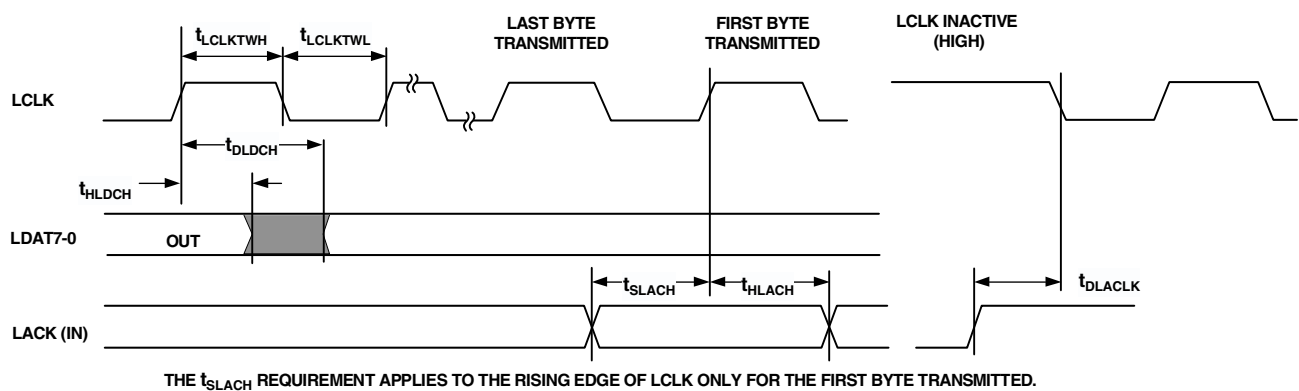 LAST BYTE
TRANSMITTED
FIRST BYTE
TRANSMITTED
LCLK INACTIVE
(HIGH)
tLCLKTWH
tLCLKTWL
LCLK
tDLDCH
tHLDCH
LDAT7-0
OUT
tSLACH
tHLACH
tDLACLK
LACK (IN)
THE tSLACH REQUIREMENT APPLIES TO THE RISING EDGE OF LCLK ONLY FOR THE FIRST BYTE TRANSMITTED.